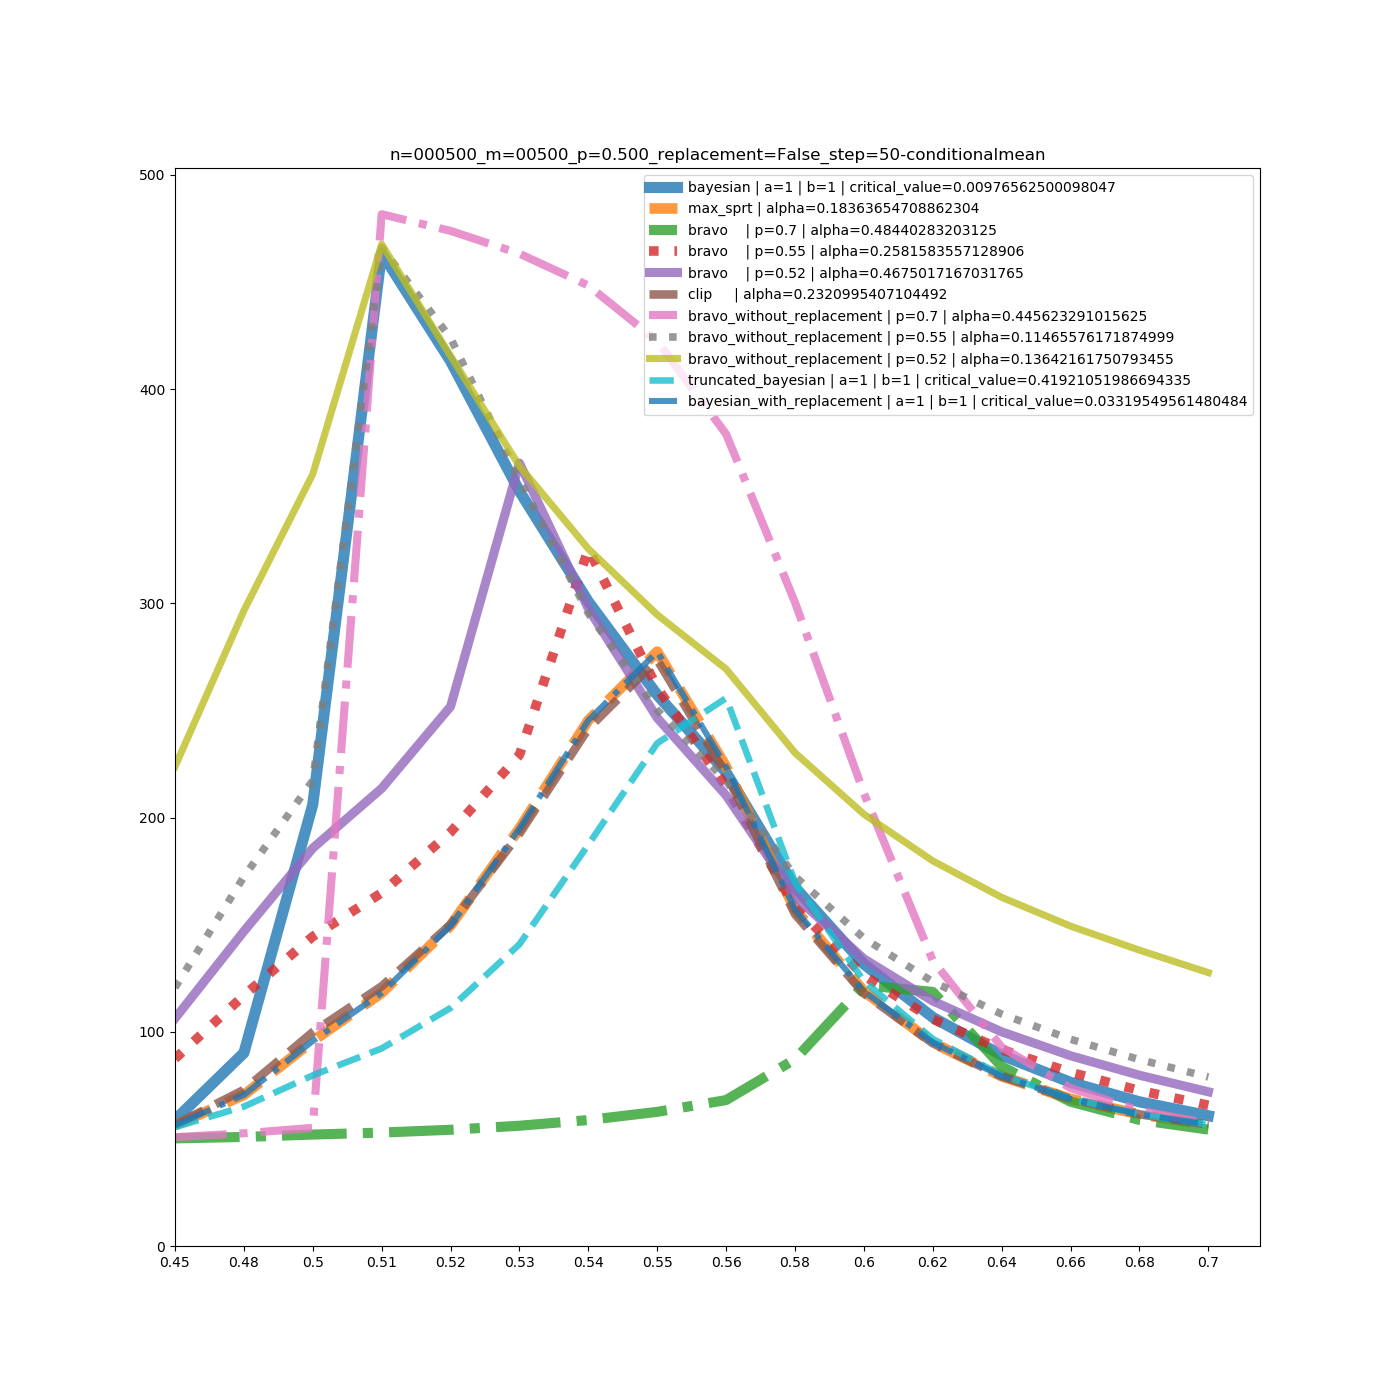 n=000500_m=00500_p=0.500_replacement=False_step=50-conditionalmean
bayesian | a=1 | b=1 | critical_value=0.00976562500098047
max_sprt | alpha=0.18363654708862304
bravo | p=0.7 | alpha=0.48440283203125
bravo | p=0.55 | alpha=0.2581583557128906
bravo | p=0.52 | alpha=0.4675017167031765
clip | alpha=0.2320995407104492
bravo_without_replacement | p=0.7 | alpha=0.445623291015625
bravo_without_replacement | p=0.55 | alpha=0.11465576171874999
bravo_without_replacement | p=0.52 | alpha=0.13642161750793455
truncated_bayesian | a=1 | b=1 | critical_value=0.41921051986694335
bayesian_with_replacement | a=1 | b=1 | critical_value=0.03319549561480484
500
400
300
200
100
0
0.45 0.48 0.5 0.51 0.52 0.53 0.54 0.55 0.56 0.58 0.6 0.62 0.64 0.66 0.68 0.7